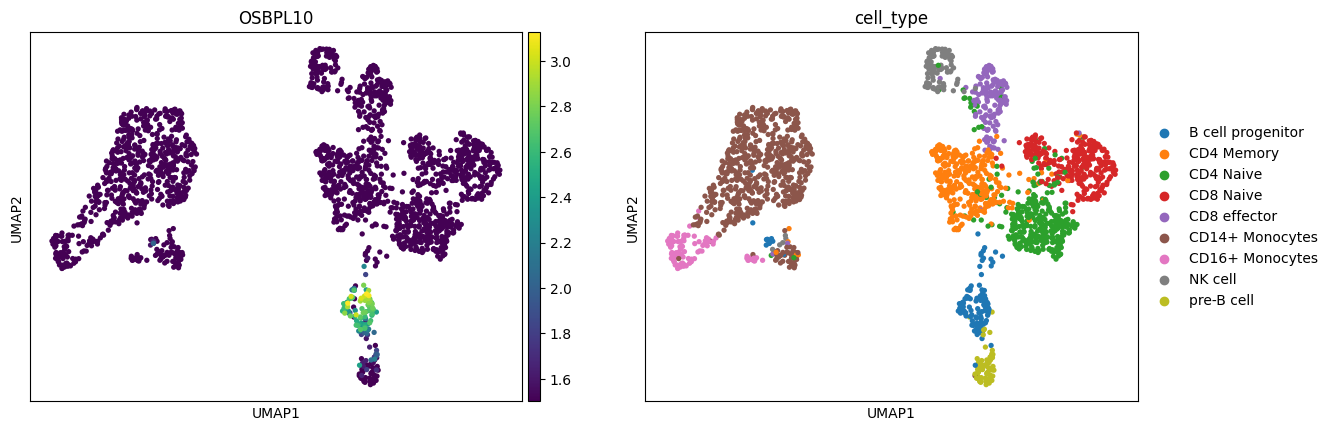 OSBPL10
UMAP2
UMAP1
3.0
2.8
2.6
2.4
2.2
2.0
1.8
1.6
cell_type
UMAP2
UMAP1
B cell progenitor
CD4 Memory
CD4 Naive
CD8 Naive
CD8 effector
CD14+ Monocytes
CD16+ Monocytes
NK cell
pre-B cell